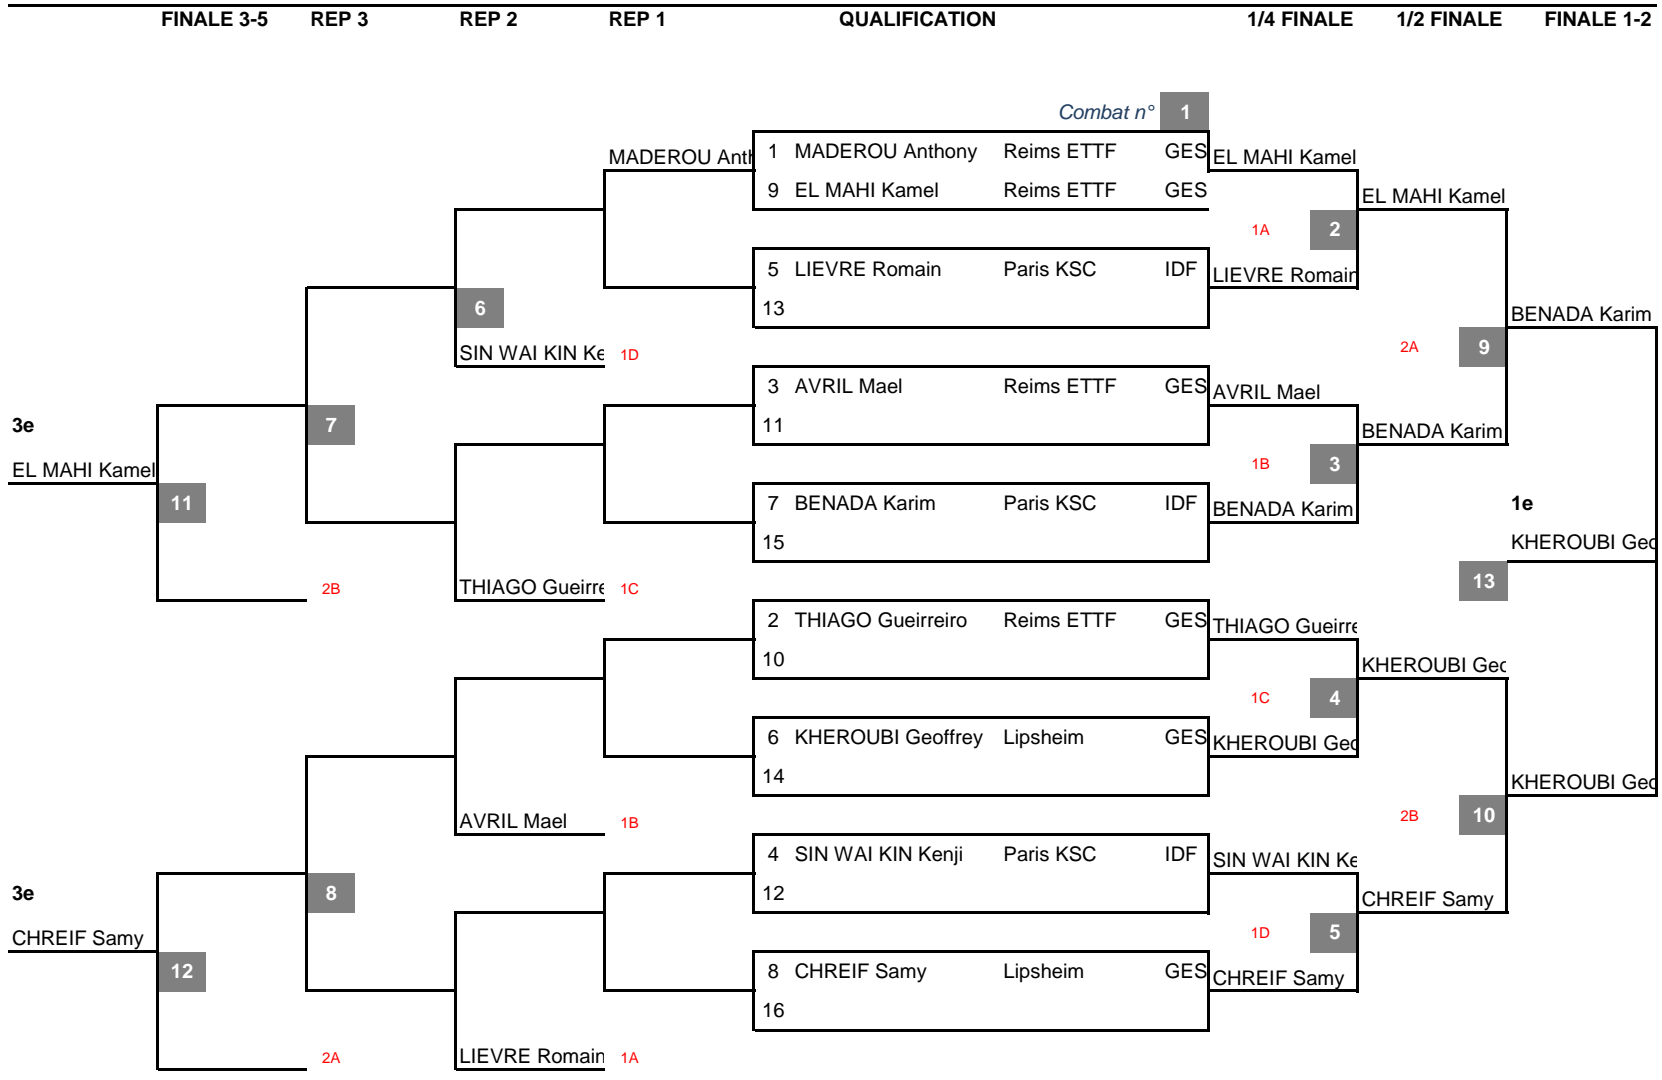 FINALE 3-5 REP 3 REP 2 REP 1 QUALIFICATION 1/4 FINALE 1/2 FINALE FINALE 1-2
Combat n° 1
MADEROU Anth 1 MADEROU Anthony Reims ETTF GES EL MAHI Kamel
9 EL MAHI Kamel Reims ETTF GES EL MAHI Kamel
1A 2
5 LIEVRE Romain Paris KSC IDF LIEVRE Romain
6 13 BENADA Karim
SIN WAI KIN Ke 1D 2A 9
3 AVRIL Mael Reims ETTF GES AVRIL Mael
3e 7 11 BENADA Karim
EL MAHI Kamel 1B 3
11 7 BENADA Karim Paris KSC IDF BENADA Karim 1e
15 KHEROUBI Geo
2B THIAGO Gueirre 1C 13
2 THIAGO Gueirreiro Reims ETTF GES THIAGO Gueirre
10 KHEROUBI Geo
1C 4
6 KHEROUBI Geoffrey Lipsheim GES KHEROUBI Geo
14 KHEROUBI Geo
AVRIL Mael 1B 2B 10
4 SIN WAI KIN Kenji Paris KSC IDF SIN WAI KIN Ke
3e 8 12 CHREIF Samy
CHREIF Samy 1D 5
12 8 CHREIF Samy Lipsheim GES CHREIF Samy
16
2A LIEVRE Romain 1A